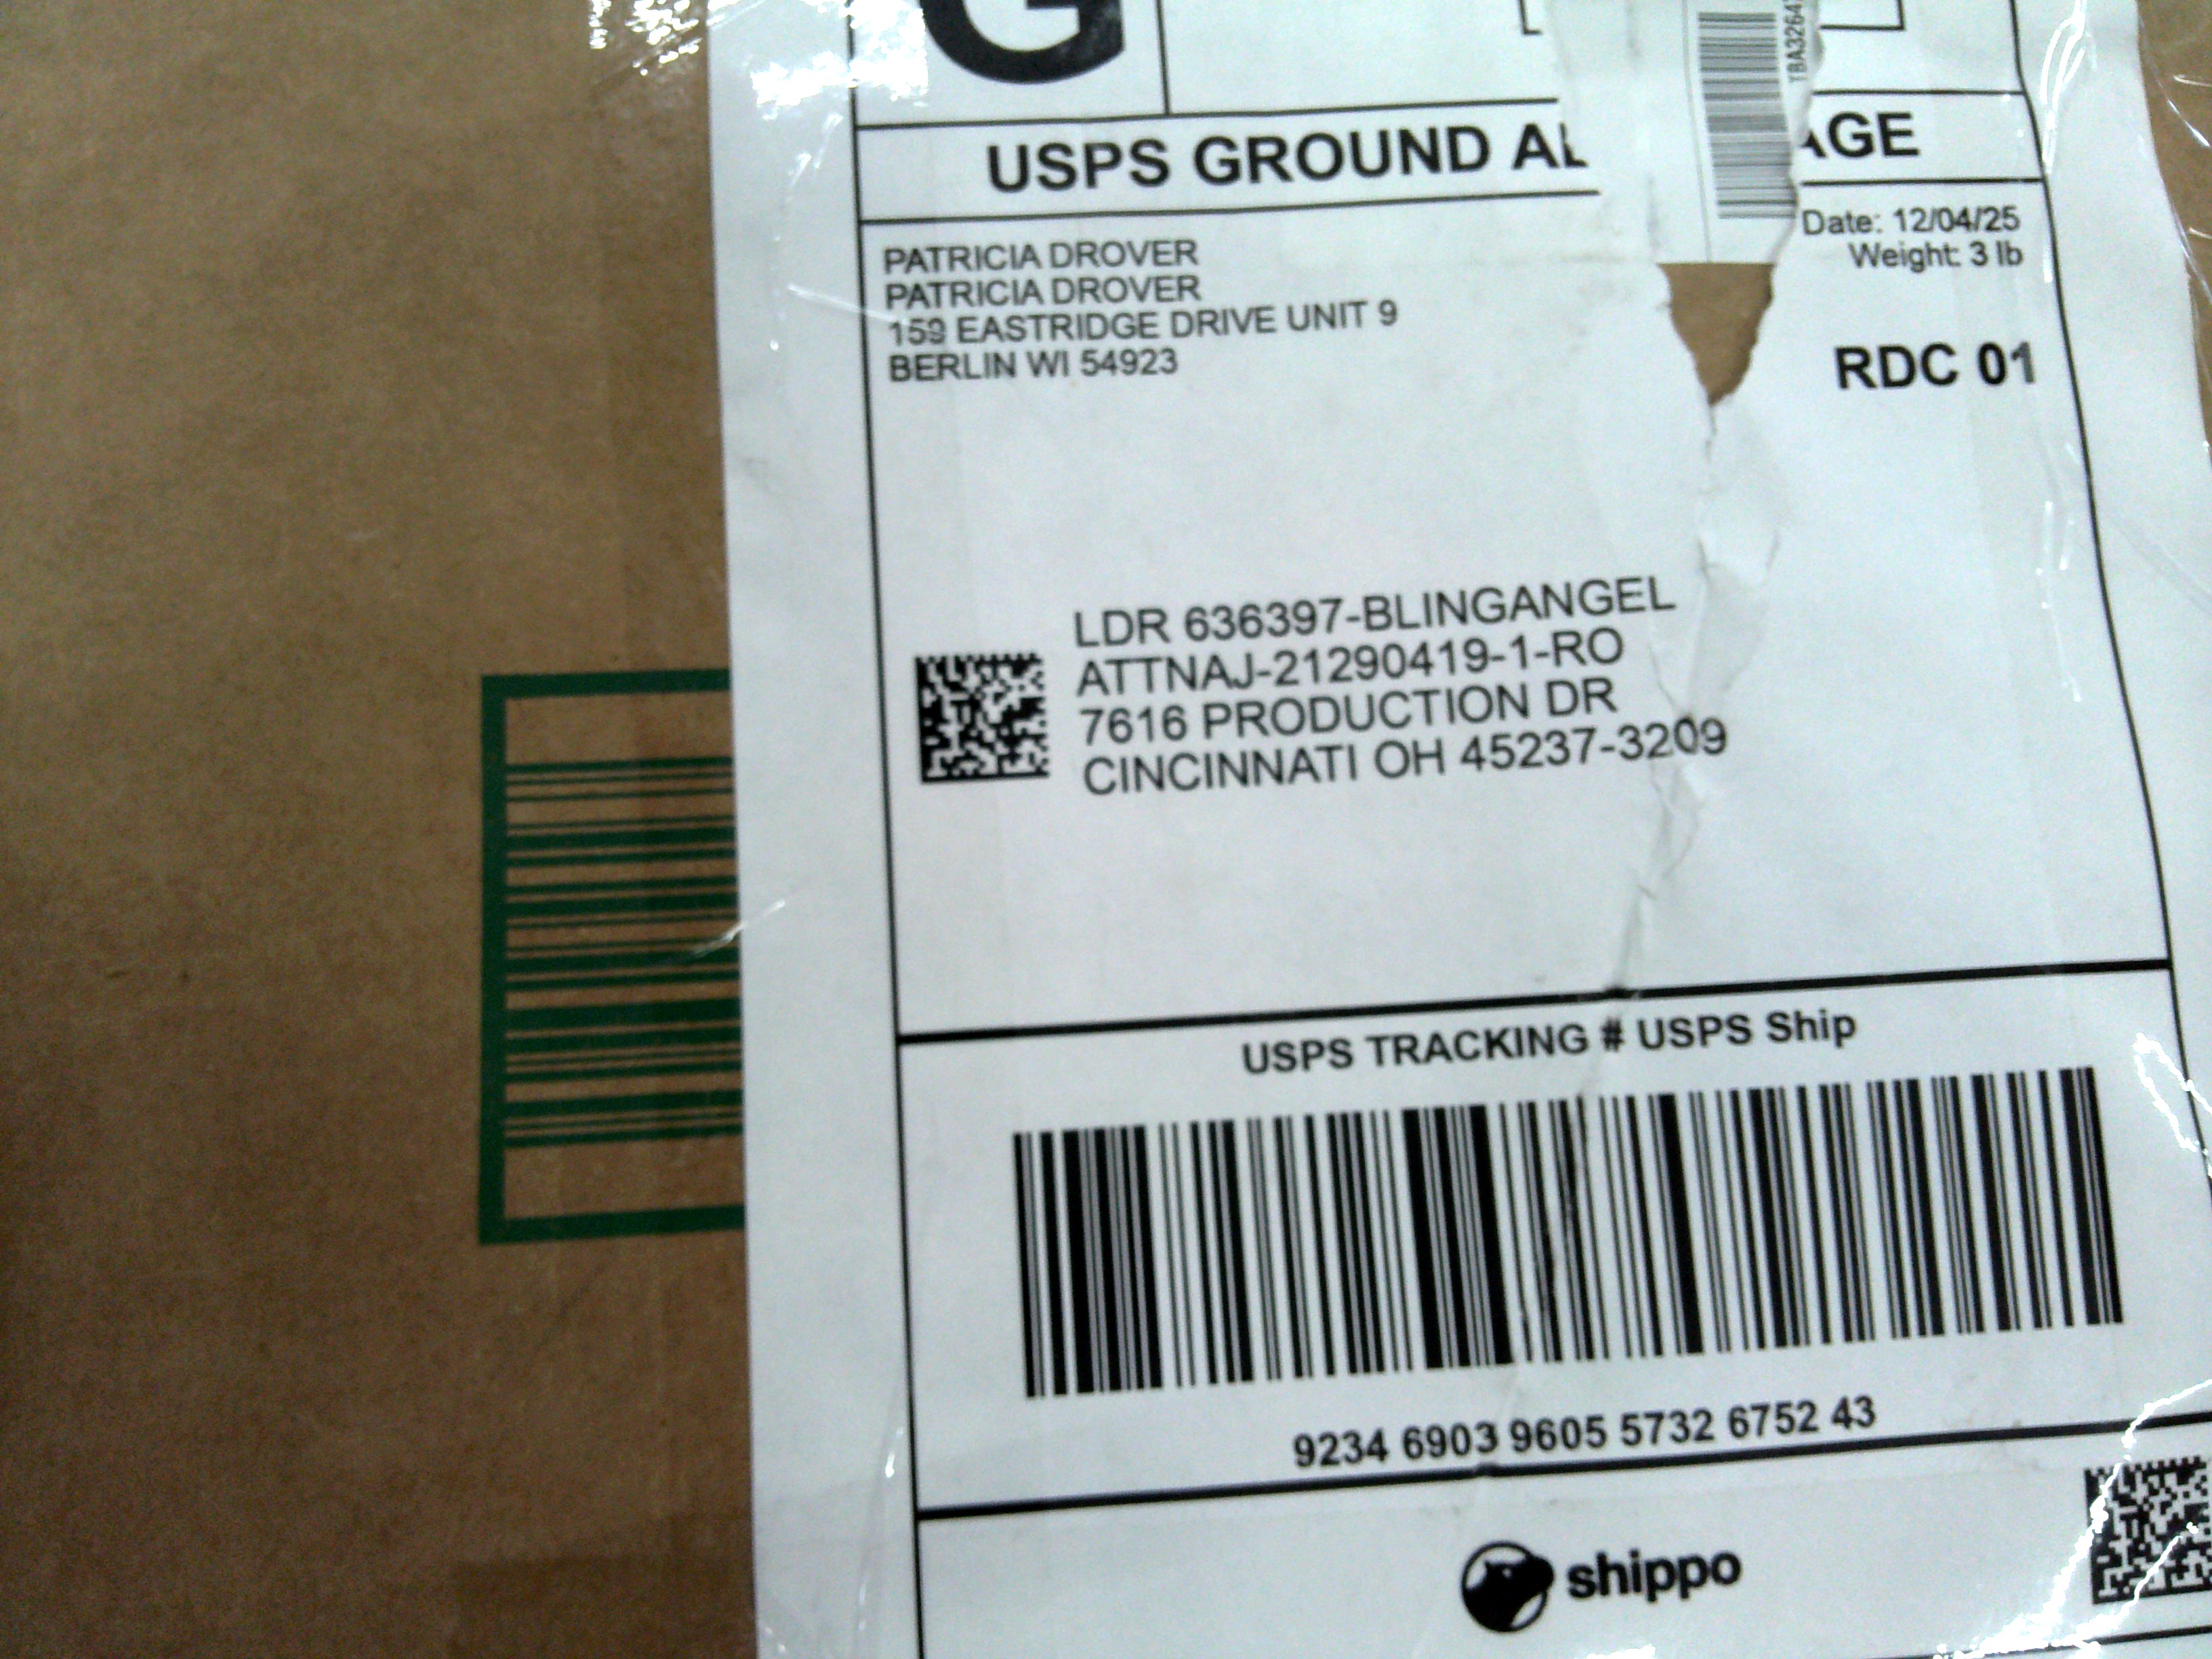 G
TBA3264
USPS GROUND AGE
Date: 12/04/25
Weight: 3 lb
PATRICIA DROVER
PATRICIA DROVER
159 EASTRIDGE DRIVE UNIT 9
BERLIN WI 54923
RDC 01
LDR 636397-BLINGANGEL
ATTNAJ-21290419-1-RO
7616 PRODUCTION DR
CINCINNATI OH 45237-3209
USPS TRACKING # USPS Ship
9234 6903 9605 5732 6752 43
shippo